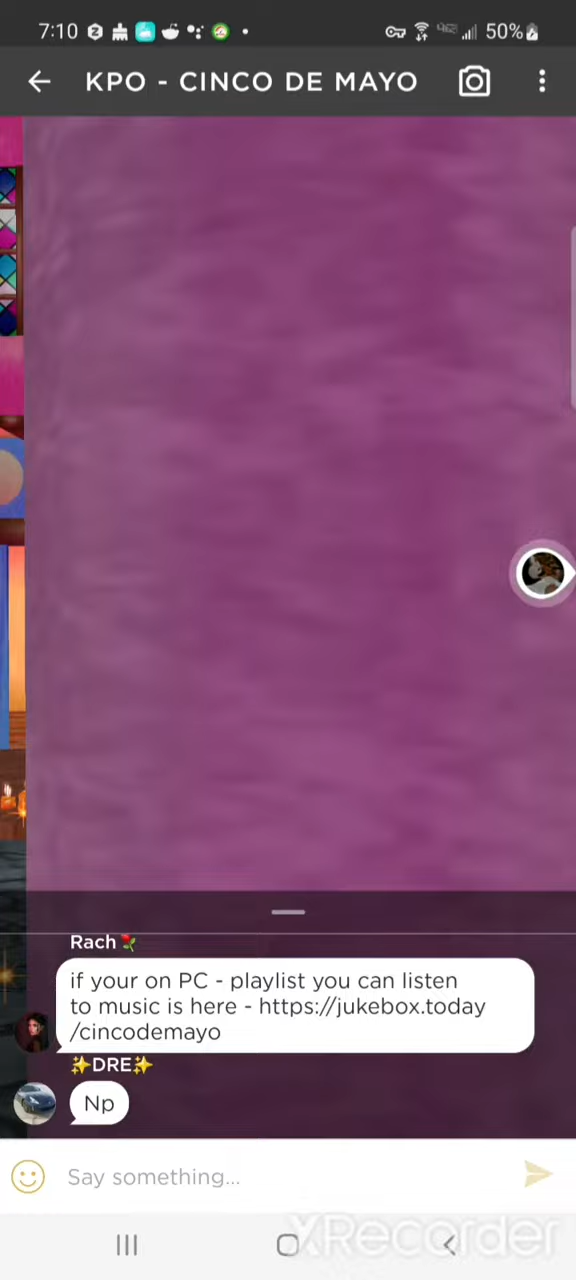 7:10
50%
KPO - CINCO DE MAYO
Rach
if your on PC - playlist you can listen
to music is here - https://jukebox.today
/cincodemayo
✨DRE✨
Np
Say something...
XRecorder